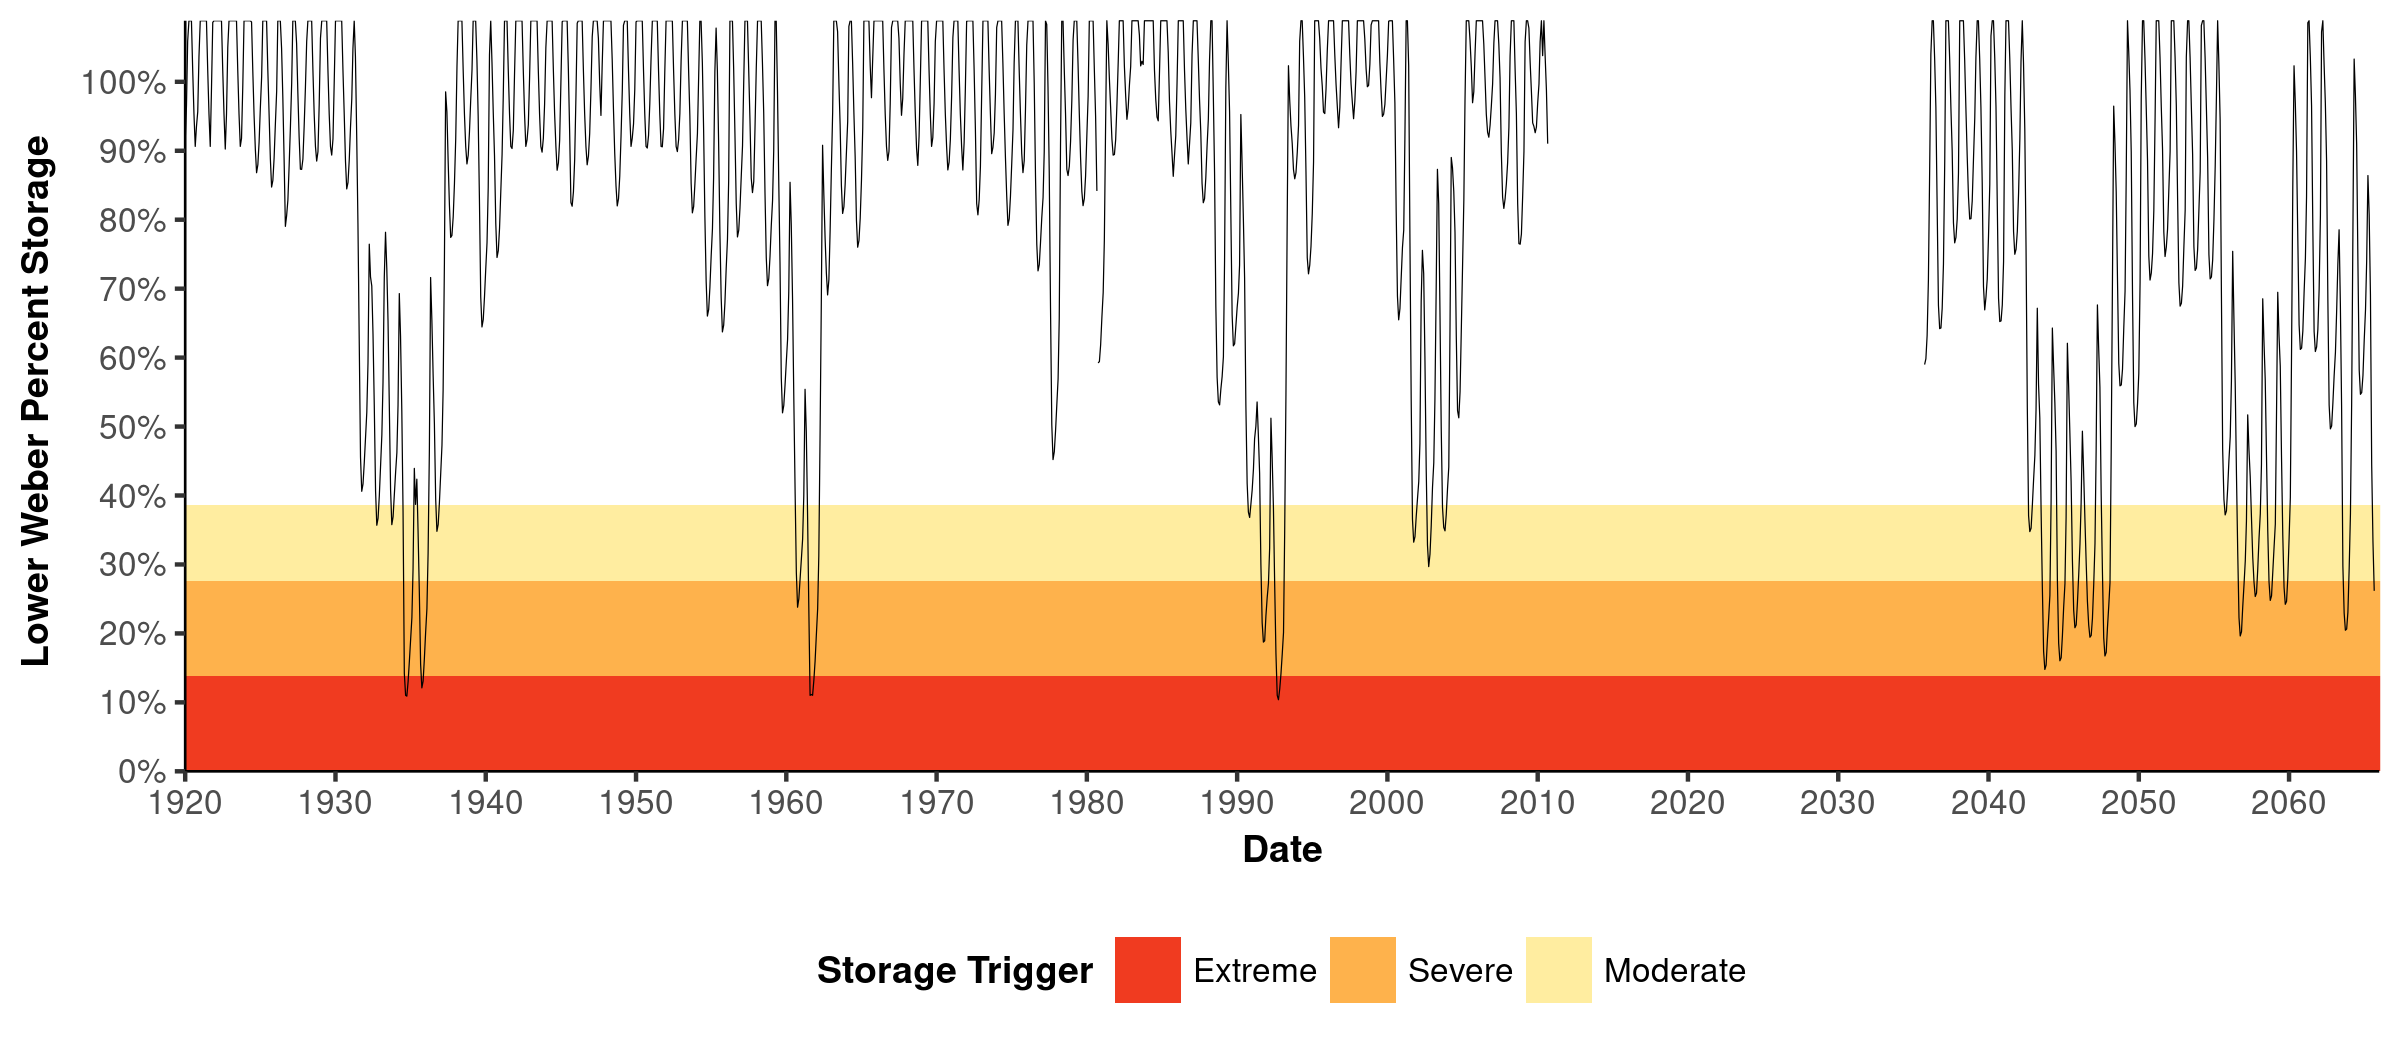 Lower Weber Percent Storage
100%
90%
80%
70%
60%
50%
40%
30%
20%
10%
0%
1920 1930 1940 1950 1960 1970 1980 1990 2000 2010 2020 2030 2040 2050 2060
Date
Storage Trigger Extreme Severe Moderate